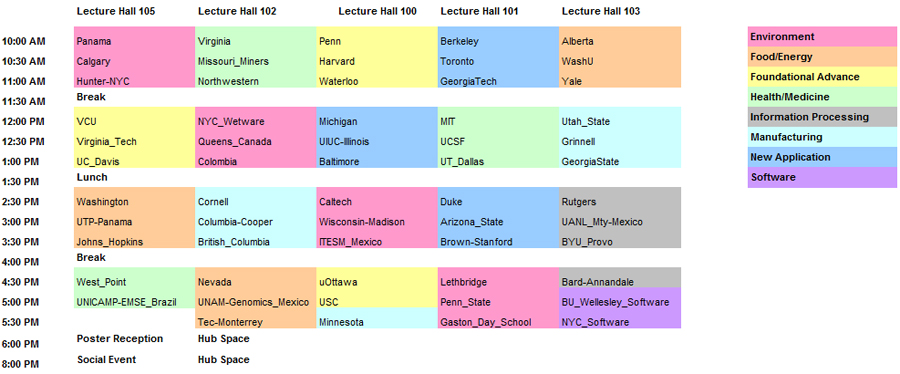 Lecture Hall 105 Lecture Hall 102 Lecture Hall 100 Lecture Hall 101 Lecture Hall 103
10:00 AM Panama Virginia Penn Berkeley Alberta Environment
10:30 AM Calgary Missouri_Miners Harvard Toronto WashU Food/Energy
11:00 AM Hunter-NYC Northwestern Waterloo GeorgiaTech Yale Foundational Advance
11:30 AM Break Health/Medicine
12:00 PM VCU NYC_Wetware Michigan MIT Utah_State Information Processing
12:30 PM Virginia_Tech Queens_Canada UIUC-Illinois UCSF Grinnell Manufacturing
1:00 PM UC_Davis Colombia Baltimore UT_Dallas GeorgiaState New Application
1:30 PM Lunch Software
2:30 PM Washington Cornell Caltech Duke Rutgers
3:00 PM UTP-Panama Columbia-Cooper Wisconsin-Madison Arizona_State UANL_Mty-Mexico
3:30 PM Johns_Hopkins British_Columbia ITESM_Mexico Brown-Stanford BYU_Provo
4:00 PM Break
4:30 PM West_Point Nevada uOttawa Lethbridge Bard-Annandale
5:00 PM UNICAMP-EMSE_Brazil UNAM-Genomics_Mexico USC Penn_State BU_Wellesley_Software
5:30 PM Tec-Monterrey Minnesota Gaston_Day_School NYC_Software
6:00 PM Poster Reception Hub Space
8:00 PM Social Event Hub Space